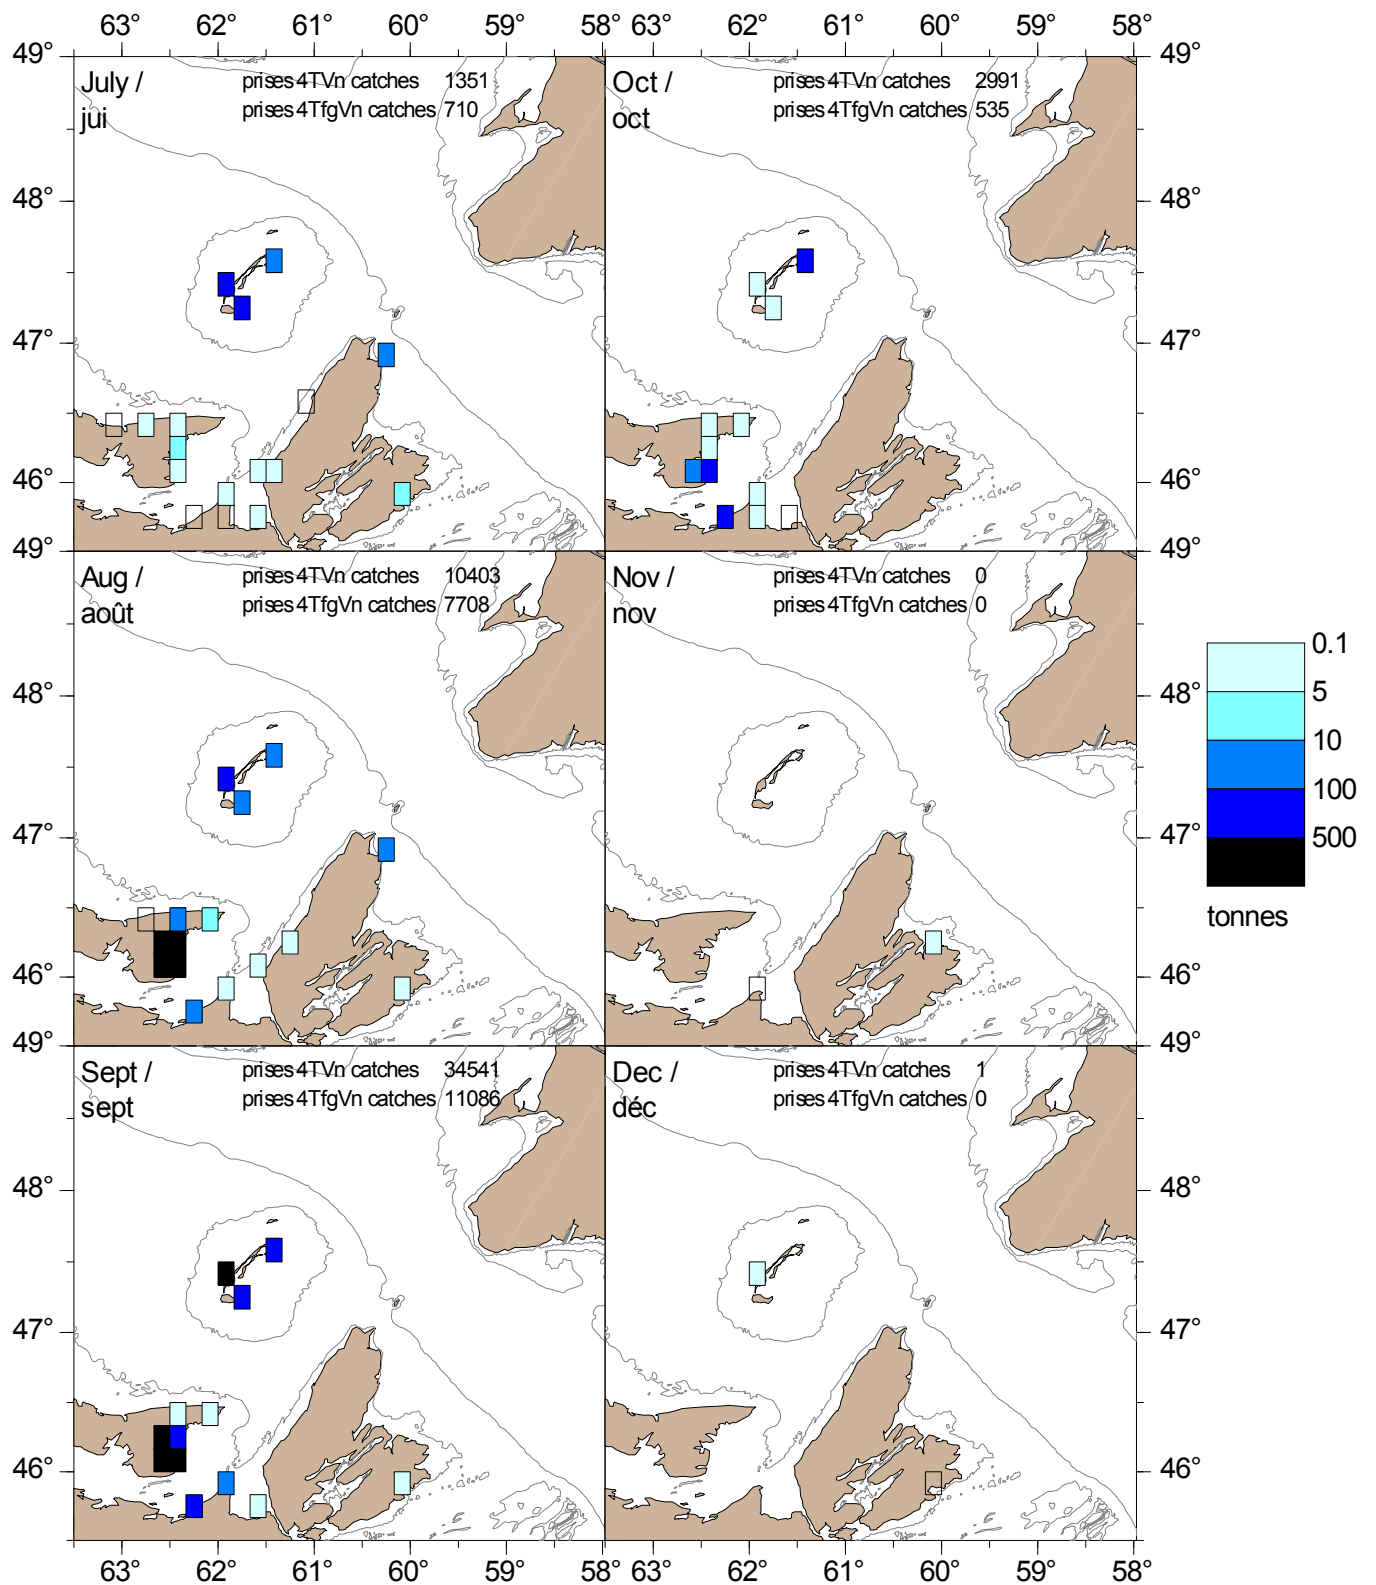 63° 62° 61° 60° 59° 58° 63° 62° 61° 60° 59° 58°
49° 49°
July / prises 4TVn catches 1351
jui prises 4TfgVn catches 710
Oct / prises 4TVn catches 2991
oct prises 4TfgVn catches 535
48° 48°
47° 47°
46° 46°
49° 49°
Aug / prises 4TVn catches 10403
août prises 4TfgVn catches 7708
Nov / prises 4TVn catches 0
nov prises 4TfgVn catches 0
48° 48°
47° 47°
46° 46°
49° 49°
Sept / prises 4TVn catches 34541
sept prises 4TfgVn catches 11086
Dec / prises 4TVn catches 1
déc prises 4TfgVn catches 0
48° 48°
47° 47°
46° 46°
63° 62° 61° 60° 59° 58° 63° 62° 61° 60° 59° 58°
0.1
5
10
100
500
tonnes